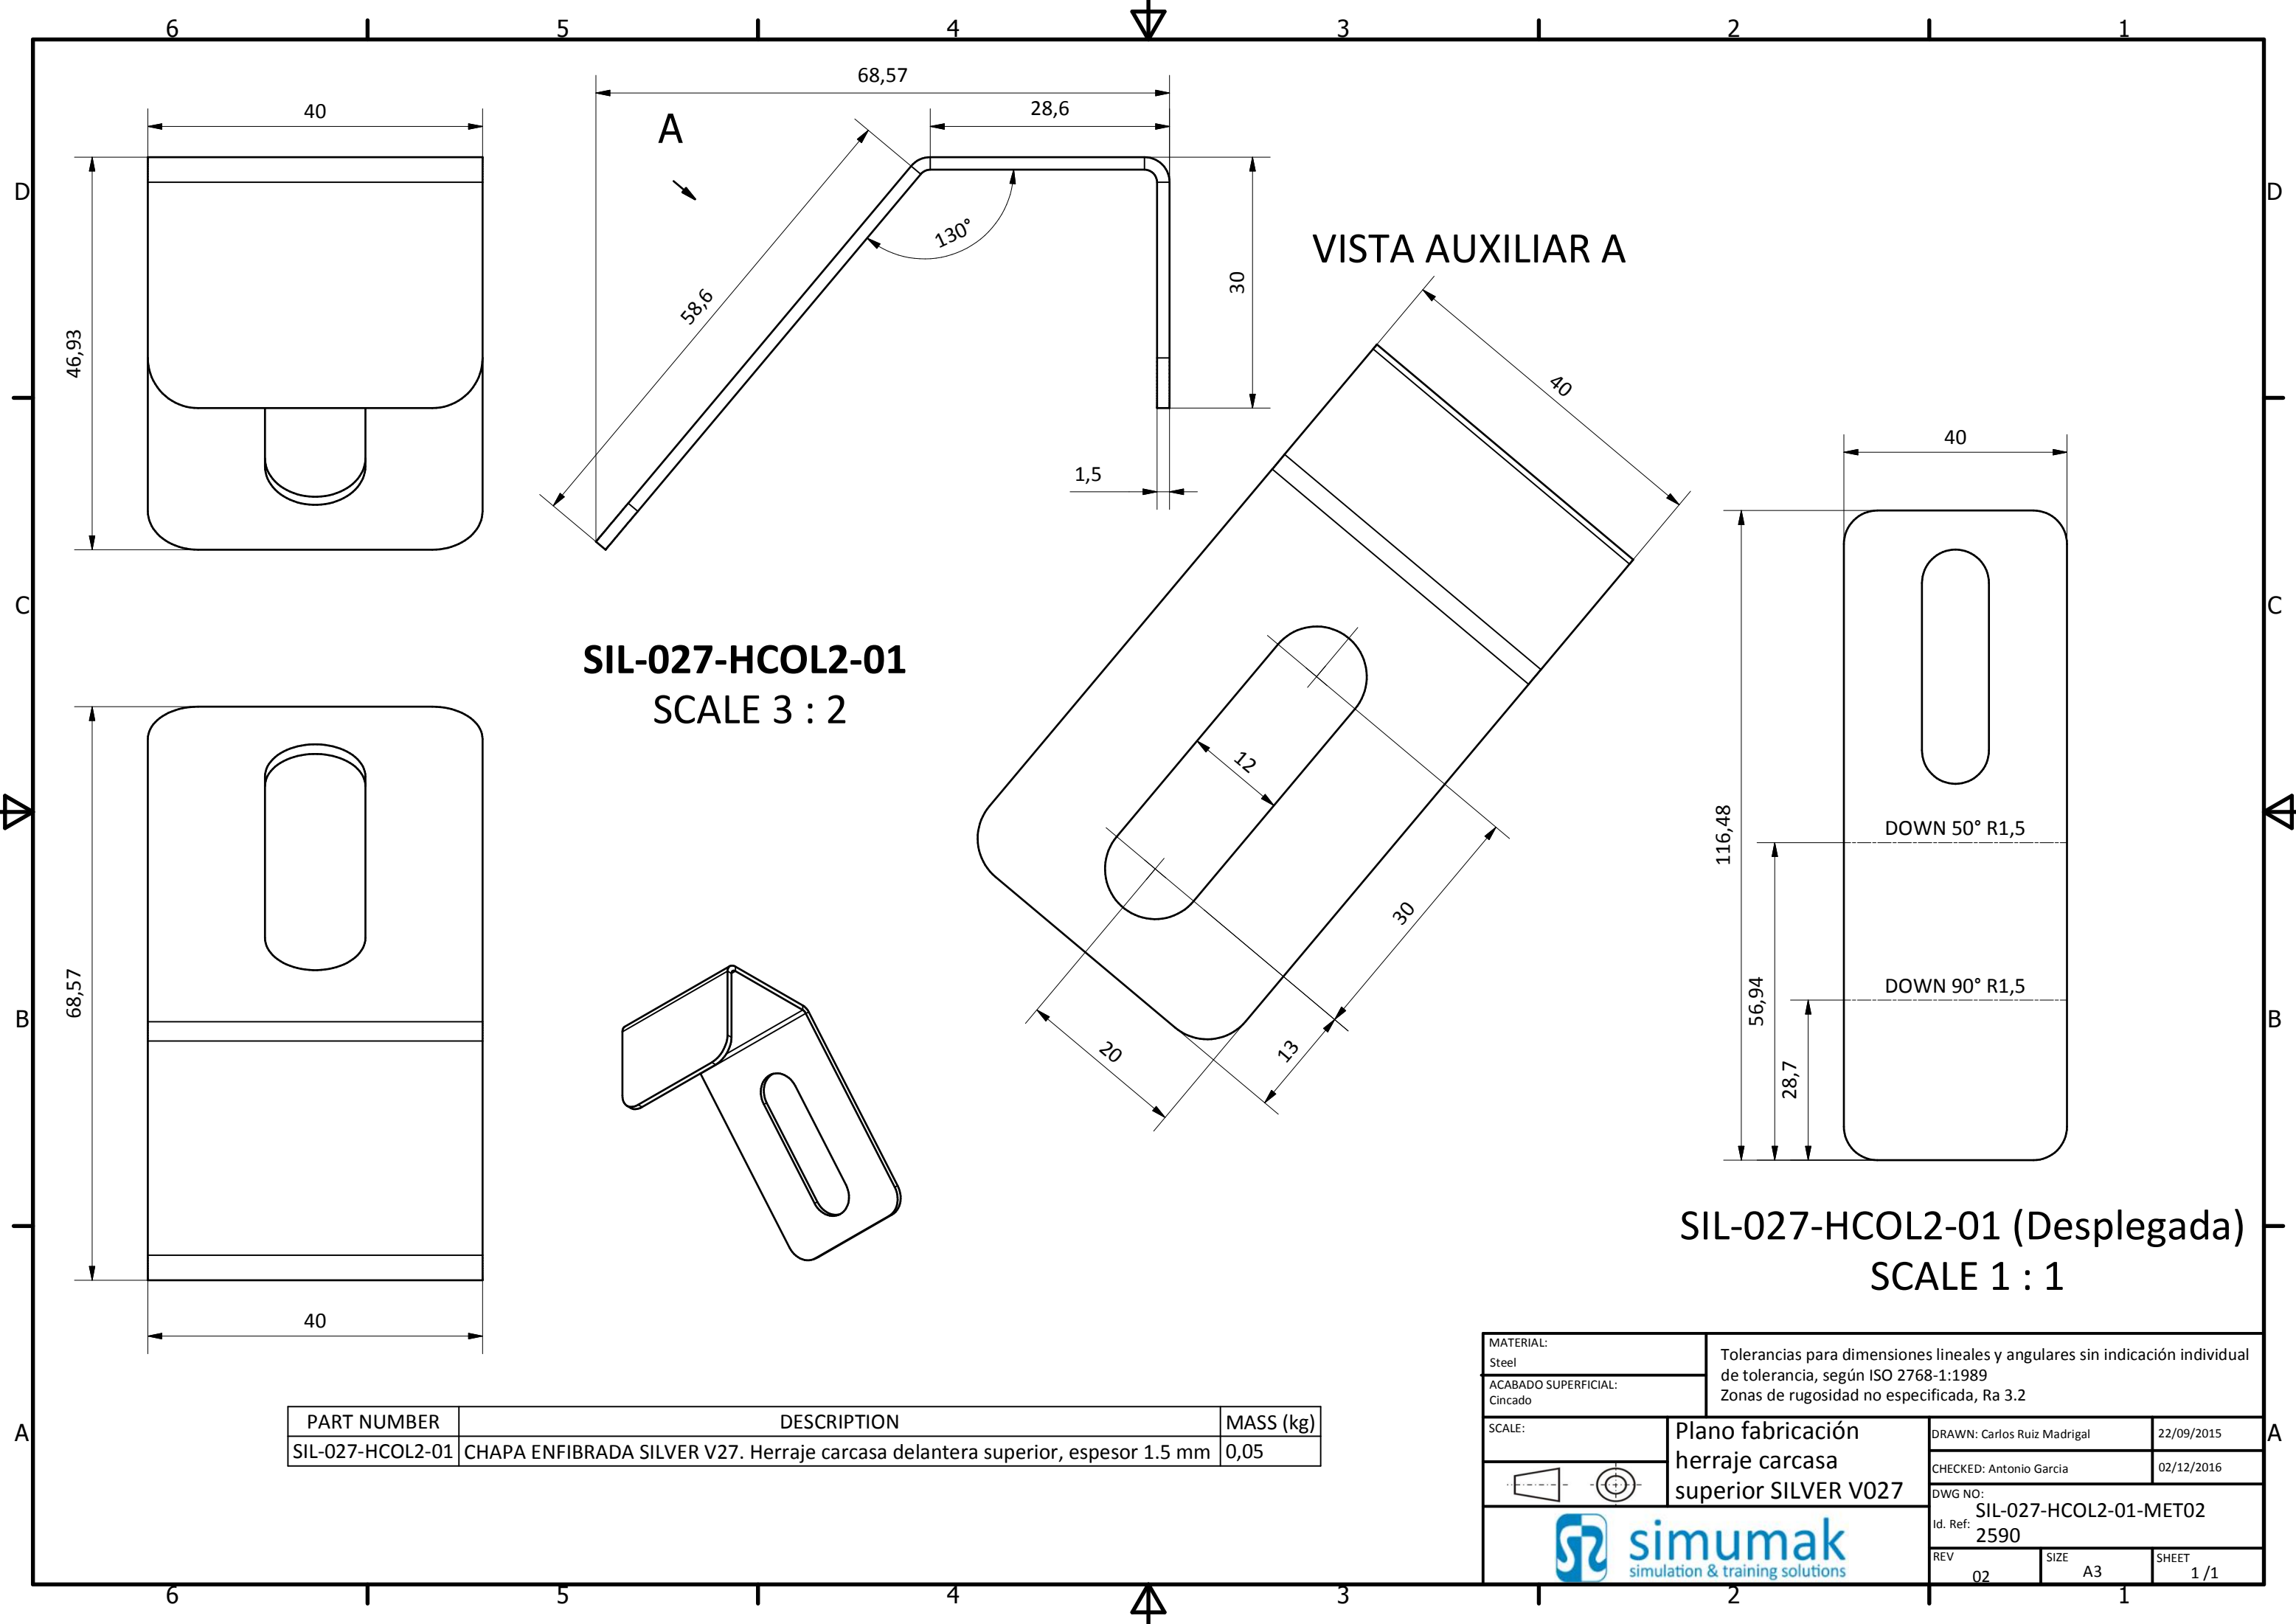 6 5 4 3 2 1
D D
C C
B B
A A
40
46,93
68,57
28,6
A
58,6
130°
30
1,5
SIL-027-HCOL2-01
SCALE 3 : 2
68,57
40
VISTA AUXILIAR A
40
12
30
13
20
40
116,48
56,94
28,7
DOWN 50° R1,5
DOWN 90° R1,5
SIL-027-HCOL2-01 (Desplegada)
SCALE 1 : 1
PART NUMBER DESCRIPTION MASS (kg)
SIL-027-HCOL2-01 CHAPA ENFIBRADA SILVER V27. Herraje carcasa delantera superior, espesor 1.5 mm 0,05
MATERIAL:
Steel
ACABADO SUPERFICIAL:
Cincado
Tolerancias para dimensiones lineales y angulares sin indicación individual
de tolerancia, según ISO 2768-1:1989
Zonas de rugosidad no especificada, Ra 3.2
SCALE:
Plano fabricación
herraje carcasa
superior SILVER V027
DRAWN: Carlos Ruiz Madrigal 22/09/2015
CHECKED: Antonio Garcia 02/12/2016
DWG NO:
SIL-027-HCOL2-01-MET02
Id. Ref: 2590
REV 02
SIZE A3
SHEET 1 /1
simumak
simulation & training solutions
6 5 4 3 2 1